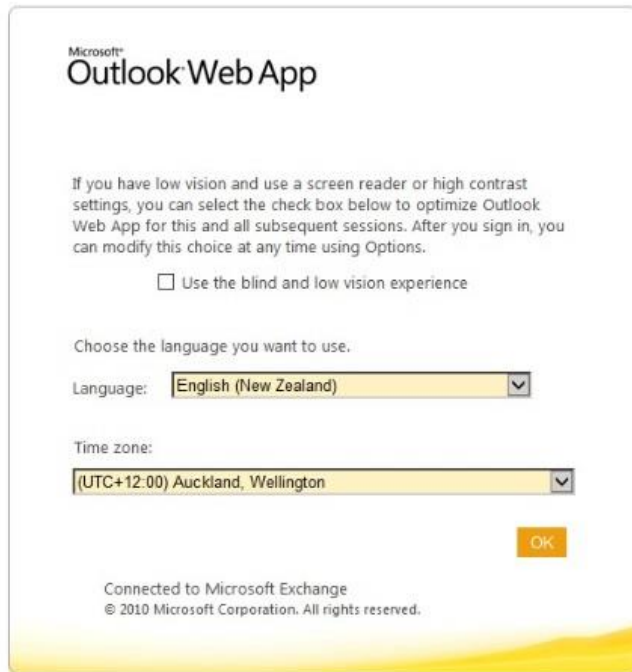 Microsoft®
Outlook Web App
If you have low vision and use a screen reader or high contrast
settings, you can select the check box below to optimize Outlook
Web App for this and all subsequent sessions. After you sign in, you
can modify this choice at any time using Options.
Use the blind and low vision experience
Choose the language you want to use.
Language: English (New Zealand)
Time zone:
(UTC+12:00) Auckland, Wellington
OK
Connected to Microsoft Exchange
© 2010 Microsoft Corporation. All rights reserved.